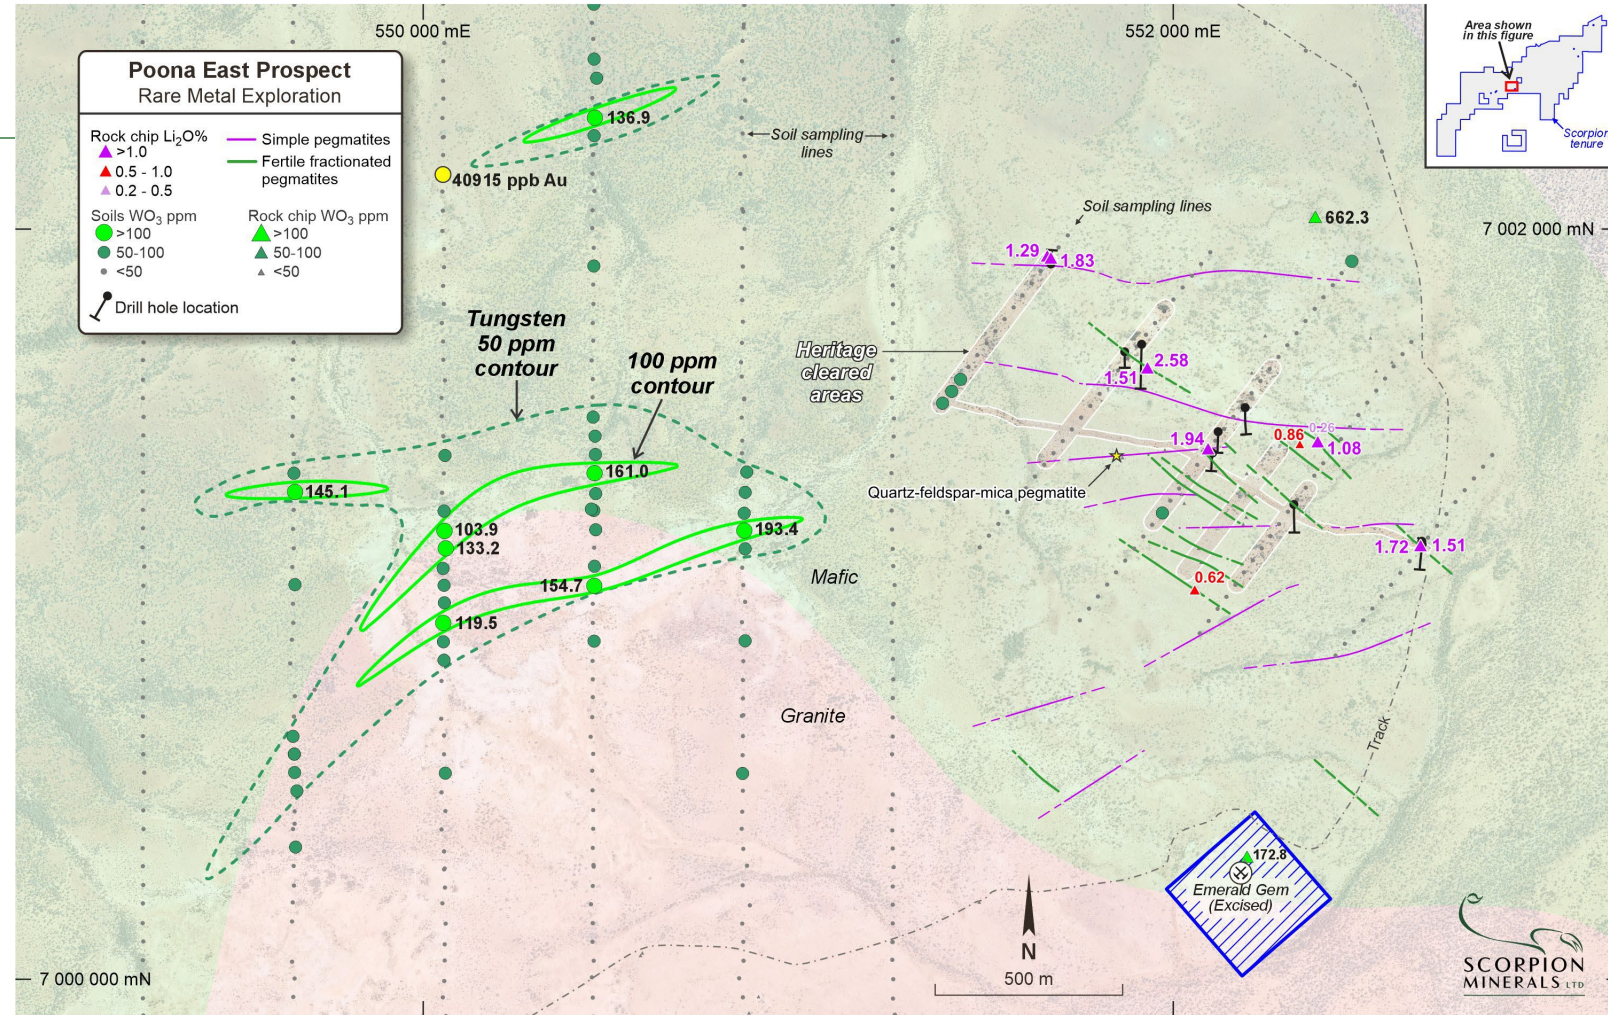 550 000 mE
552 000 mE
Area shown
in this figure
Scorpion
tenure
Poona East Prospect
Rare Metal Exploration
Rock chip Li2O%
>1.0
0.5 - 1.0
0.2 - 0.5
Simple pegmatites
Fertile fractionated
pegmatites
Soils WO3 ppm
>100
50-100
<50
Rock chip WO3 ppm
>100
50-100
<50
Drill hole location
136.9
Soil sampling
lines
40915 ppb Au
Soil sampling lines
662.3
7 002 000 mN
1.29
1.83
Tungsten
50 ppm
contour
100 ppm
contour
Heritage
cleared
areas
2.58
1.51
0.26
0.86
1.94
1.08
161.0
145.1
Quartz-feldspar-mica pegmatite
103.9
133.2
193.4
1.72
1.51
Mafic
0.62
154.7
119.5
Granite
Track
172.8
Emerald Gem
(Excised)
N
500 m
7 000 000 mN
SCORPION
MINERALS LTD